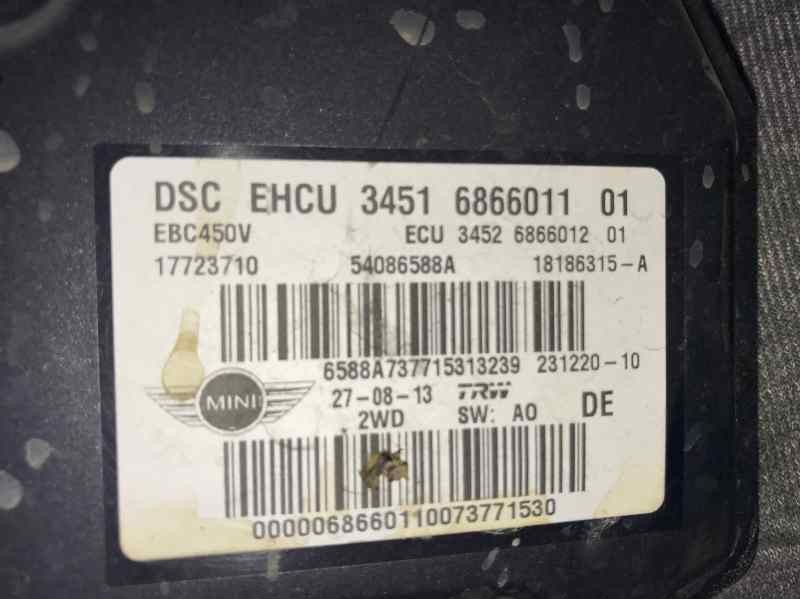 DSC EHCU 3451 6866011 01
EBC450V ECU 3452 6866012 01
17723710 54086588A 18186315-A
6588A737715313239 231220-10
MINI 27-08-13 TRW DE
2WD SW: A0
0000068660110073771530